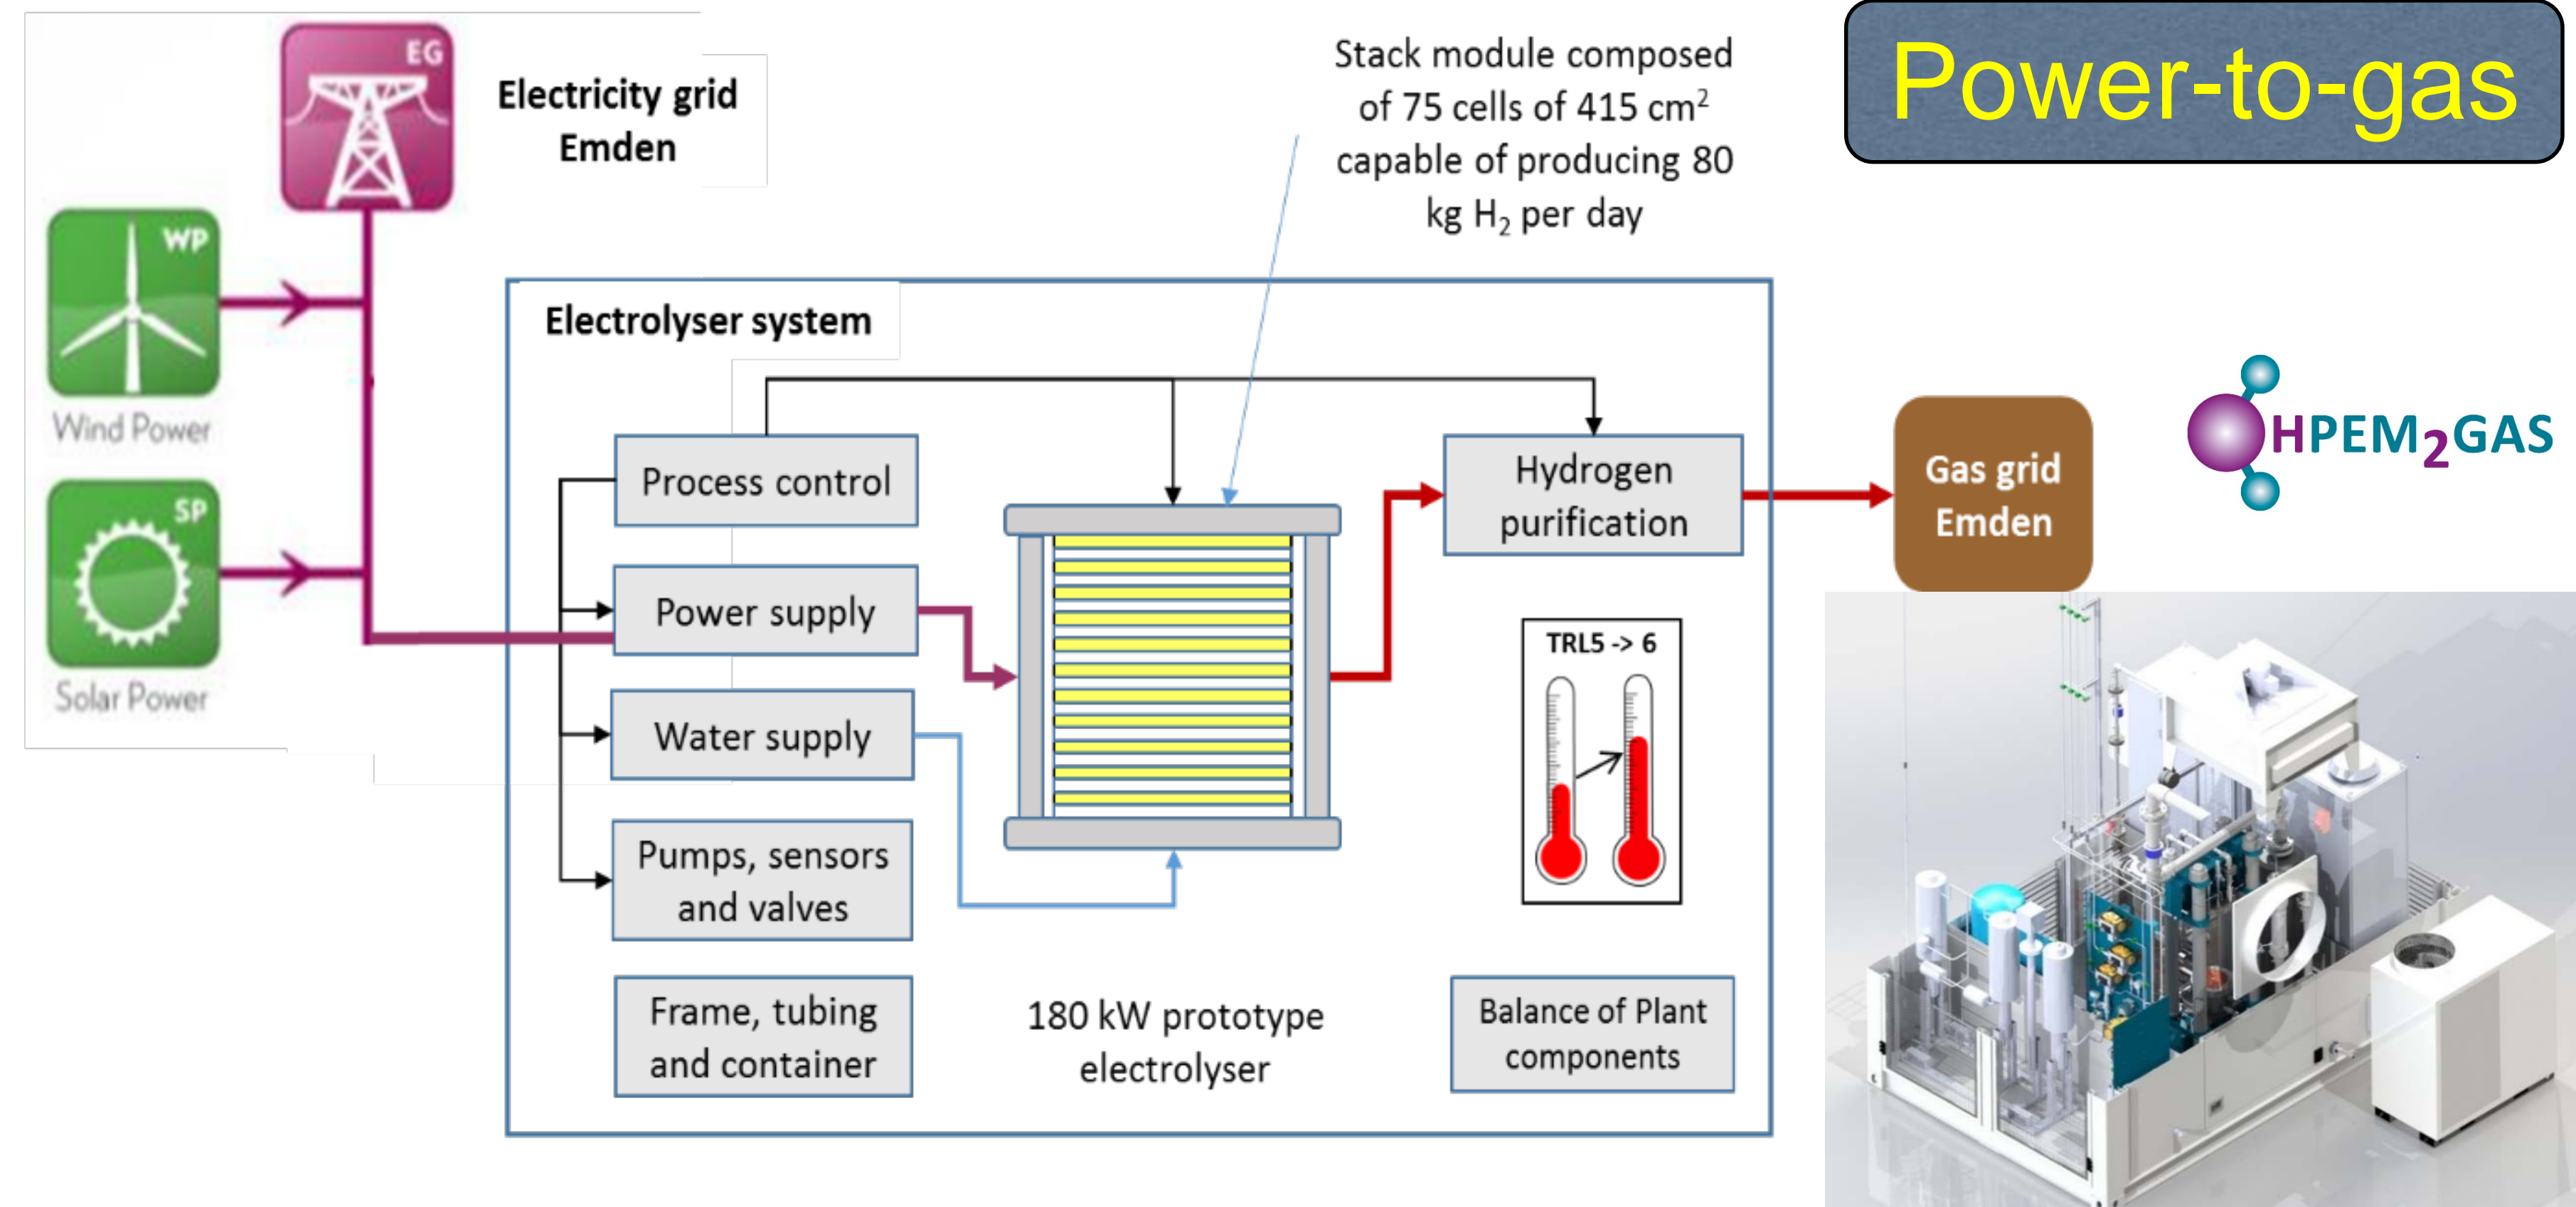 Power-to-gas
EG
Electricity grid
Emden
WP
Wind Power
SP
Solar Power
Stack module composed
of 75 cells of 415 cm²
capable of producing 80
kg H₂ per day
Electrolyser system
Process control
Power supply
Water supply
Pumps, sensors
and valves
Frame, tubing
and container
180 kW prototype
electrolyser
Hydrogen
purification
TRL5 -> 6
Balance of Plant
components
Gas grid
Emden
HPEM2GAS